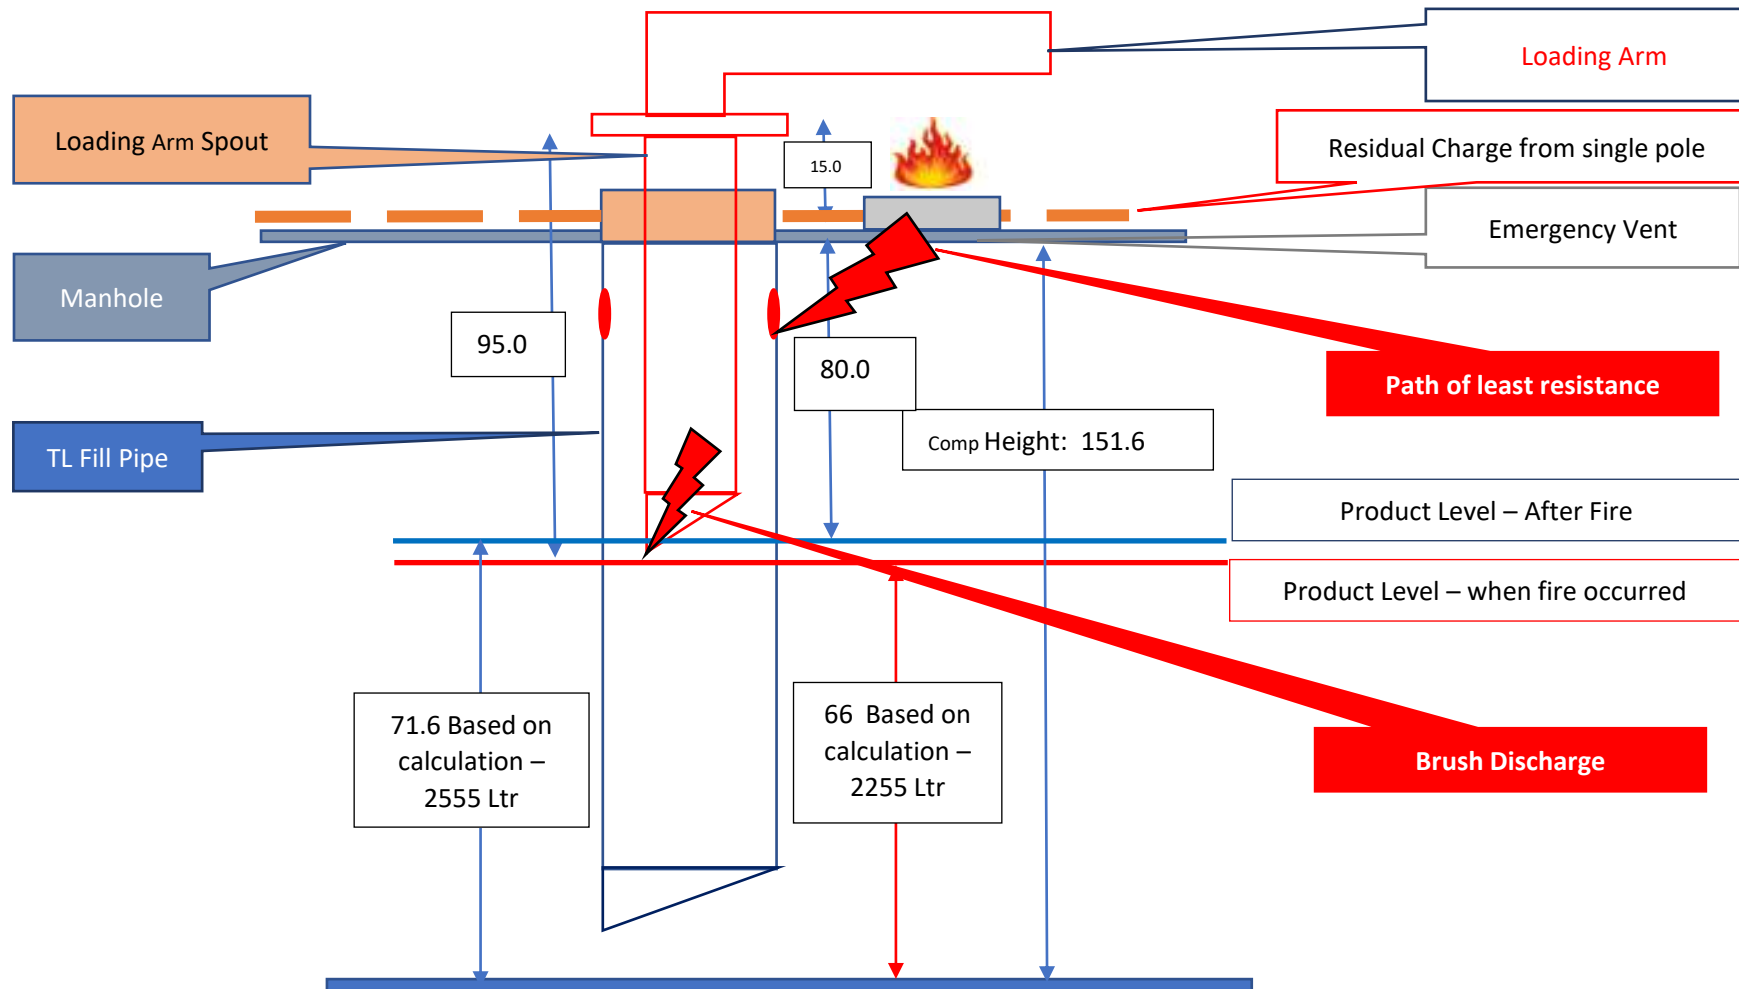 Loading Arm
Loading Arm Spout
Residual Charge from single pole
15.0
Emergency Vent
Manhole
95.0
80.0
Path of least resistance
TL Fill Pipe
Comp Height: 151.6
Product Level – After Fire
Product Level – when fire occurred
71.6 Based on
calculation –
2555 Ltr
66 Based on
calculation –
2255 Ltr
Brush Discharge